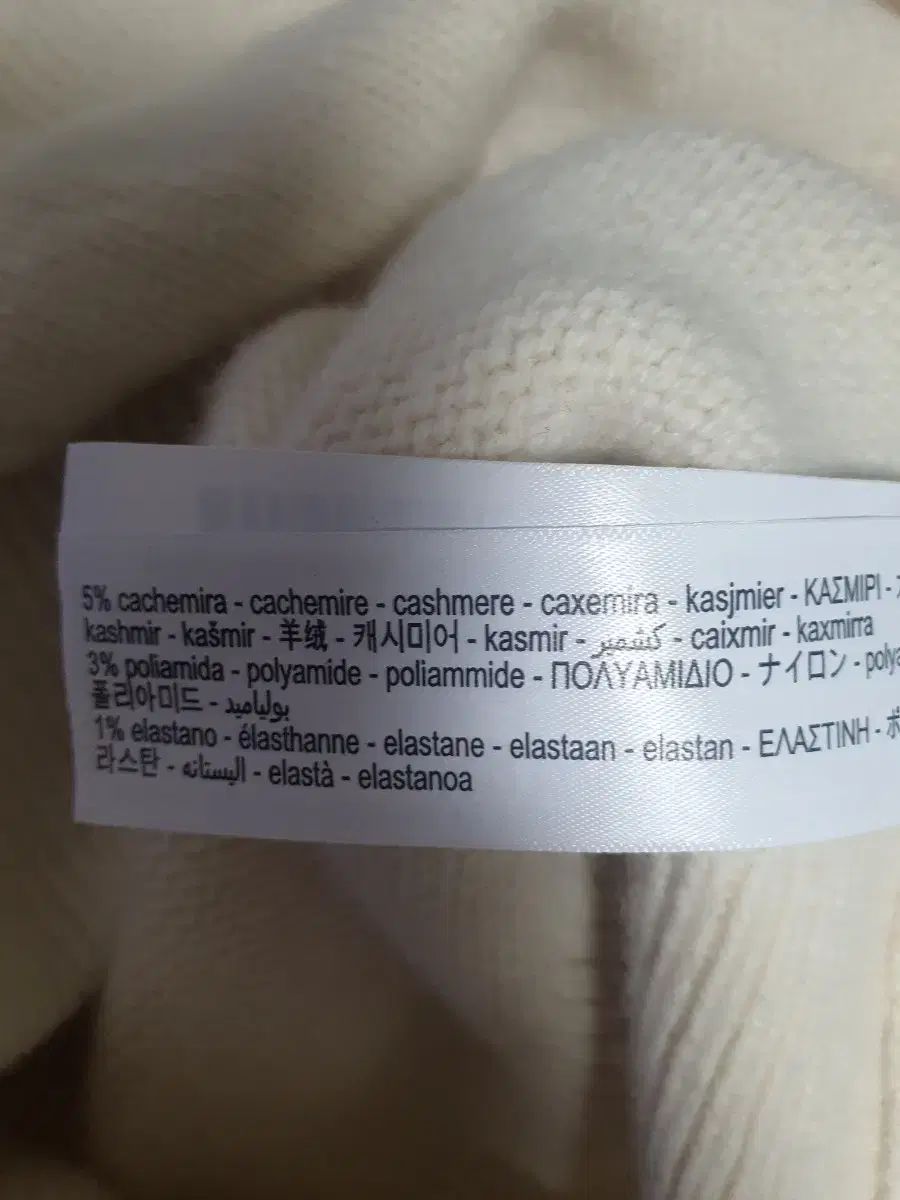 5% cachemira - cachemire - cashmere - caxemira - kasjmier - ΚΑΣΜΙΡΙ -
kashmir - kašmir - 羊绒 - 캐시미어 - kasmir - كشمير - caixmir - kaxmirra
3% poliamida - polyamide - poliammide - ΠΟΛΥΑΜΙΔΙΟ - ナイロン -
폴리아미드 - بولياميد
1% elastano - élasthanne - elastane - elastaan - elastan - ΕΛΑΣΤΙΝΗ -
라스탄 - اليستانه - elastà - elastanoa